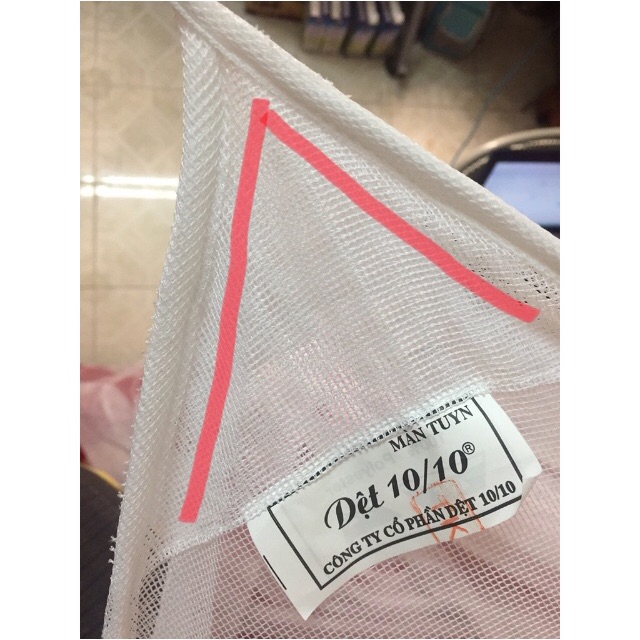 MÀN TUYN
Dệt 10/10®
CÔNG TY CỔ PHẦN DỆT 10/10